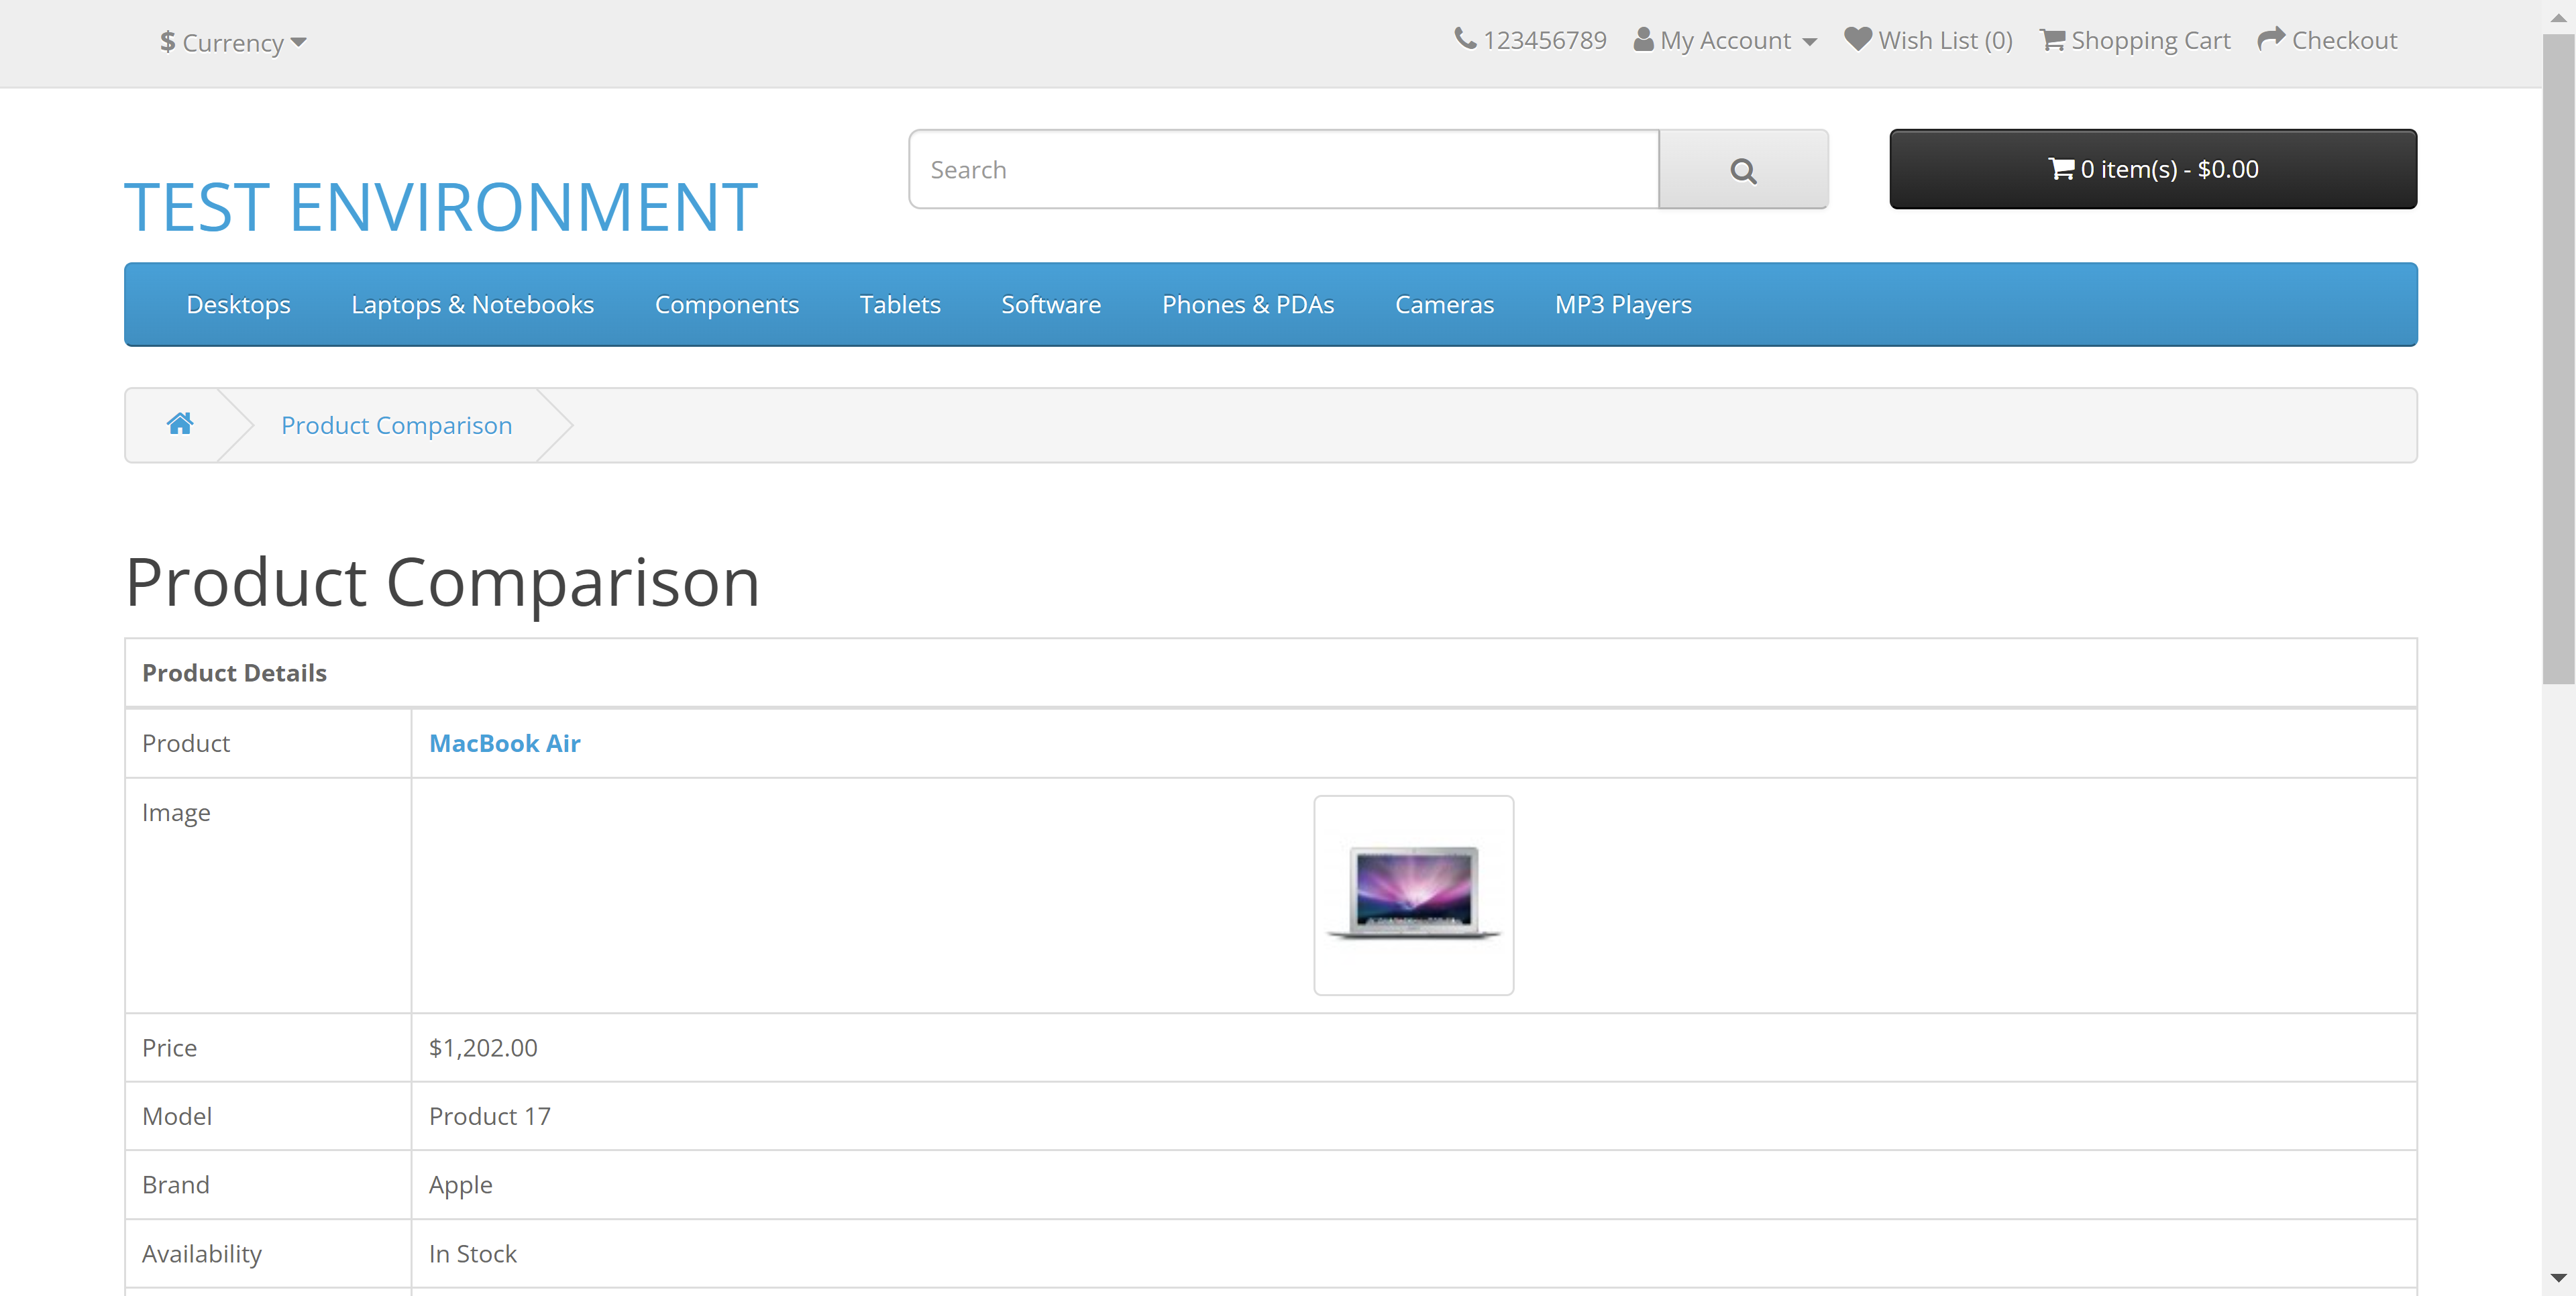 $ Currency
123456789 My Account Wish List (0) Shopping Cart Checkout
TEST ENVIRONMENT
Search
0 item(s) - $0.00
Desktops Laptops & Notebooks Components Tablets Software Phones & PDAs Cameras MP3 Players
Product Comparison
Product Comparison
Product Details
Product MacBook Air
Image
Price $1,202.00
Model Product 17
Brand Apple
Availability In Stock